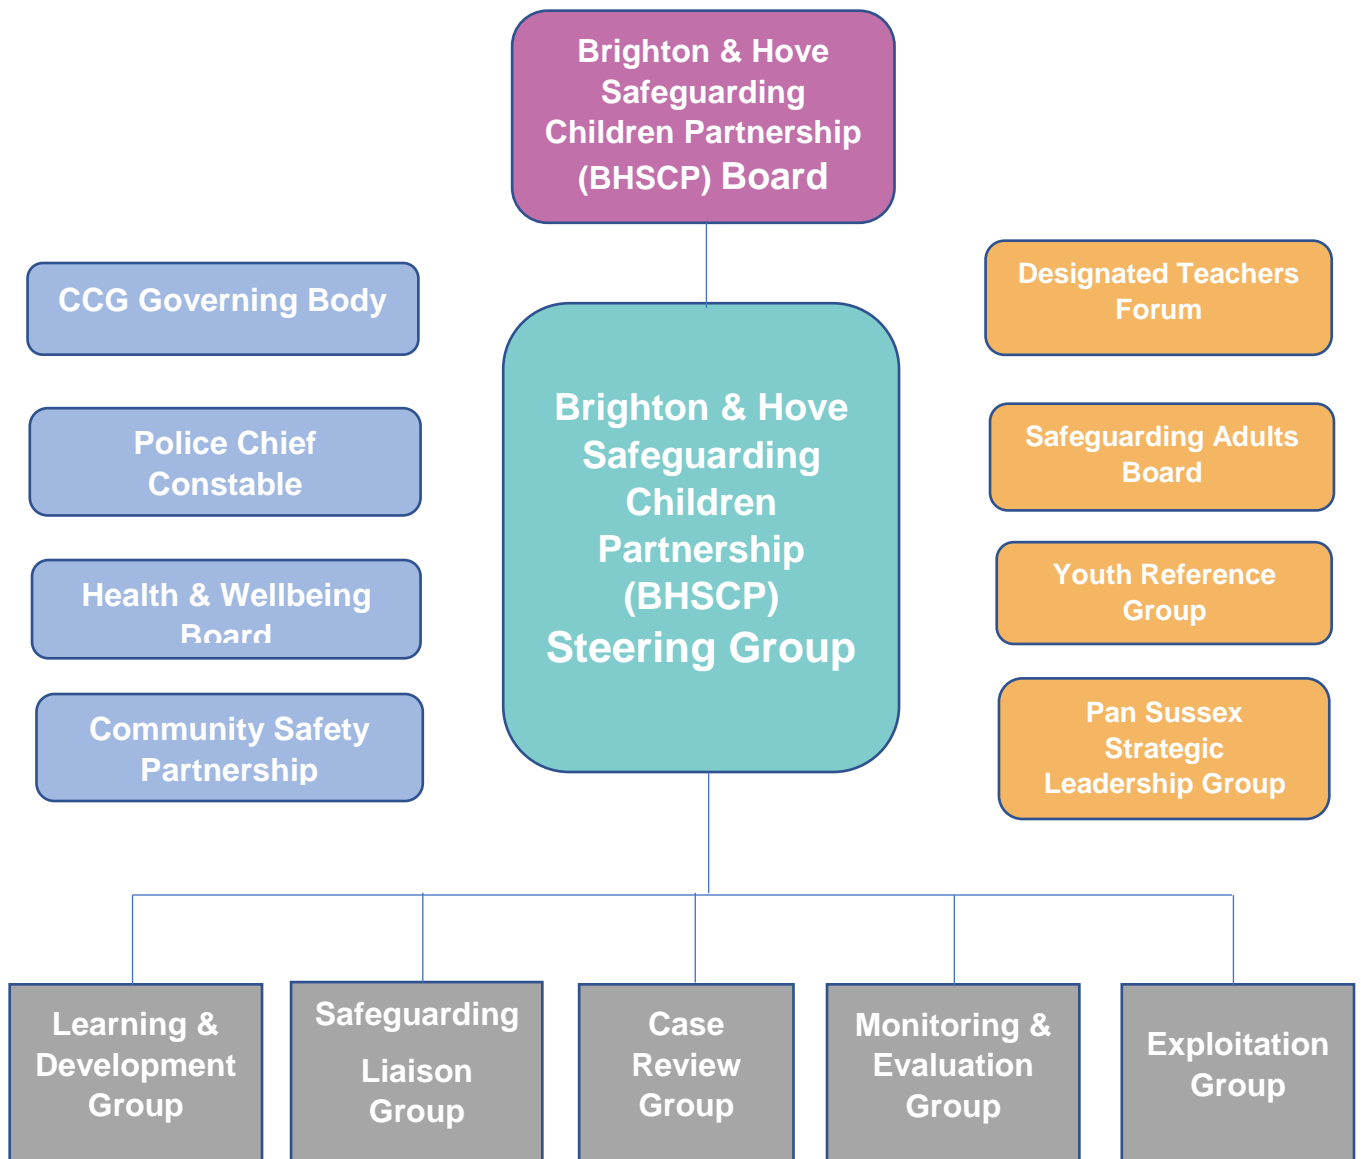 Brighton & Hove
Safeguarding
Children Partnership
(BHSCP) Board
CCG Governing Body
Police Chief
Constable
Health & Wellbeing
Board
Community Safety
Partnership
Brighton & Hove
Safeguarding
Children
Partnership
(BHSCP)
Steering Group
Designated Teachers
Forum
Safeguarding Adults
Board
Youth Reference
Group
Pan Sussex
Strategic
Leadership Group
Learning &
Development
Group
Safeguarding
Liaison
Group
Case
Review
Group
Monitoring &
Evaluation
Group
Exploitation
Group